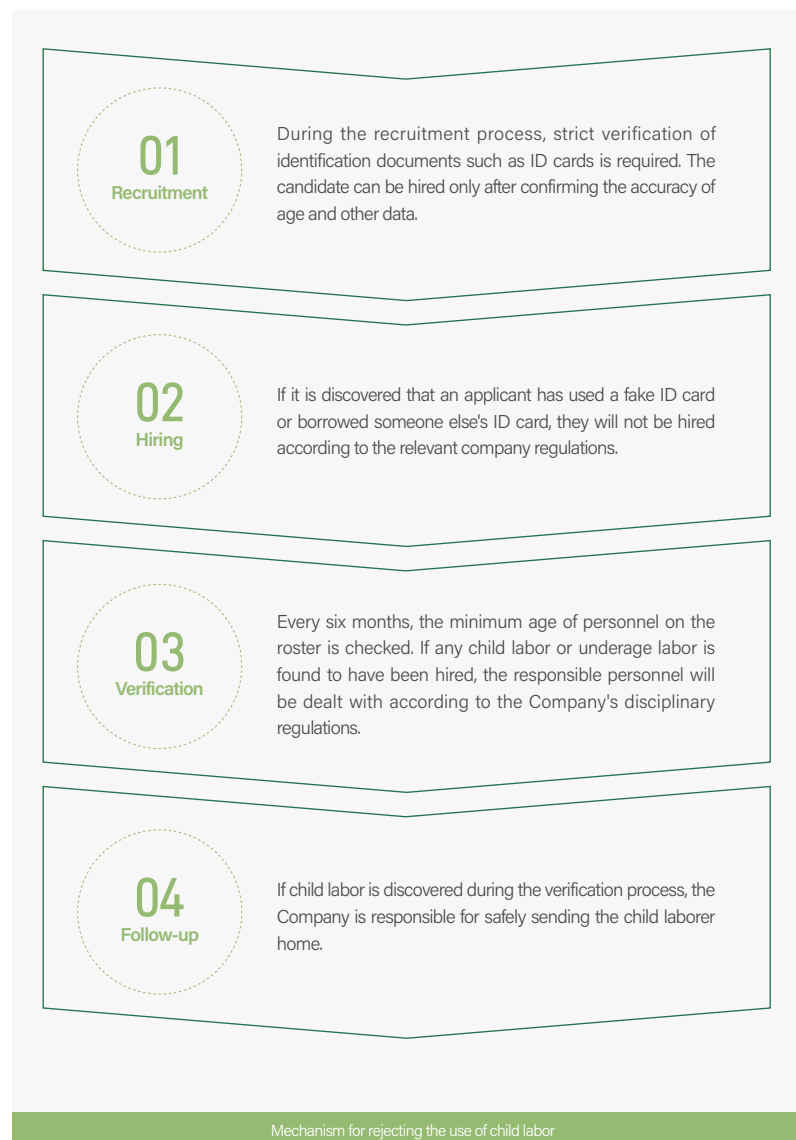 01
Recruitment
During the recruitment process, strict verification of
identification documents such as ID cards is required. The
candidate can be hired only after confirming the accuracy of
age and other data.
02
Hiring
If it is discovered that an applicant has used a fake ID card
or borrowed someone else's ID card, they will not be hired
according to the relevant company regulations.
03
Verification
Every six months, the minimum age of personnel on the
roster is checked. If any child labor or underage labor is
found to have been hired, the responsible personnel will
be dealt with according to the Company's disciplinary
regulations.
04
Follow-up
If child labor is discovered during the verification process, the
Company is responsible for safely sending the child laborer
home.
Mechanism for rejecting the use of child labor